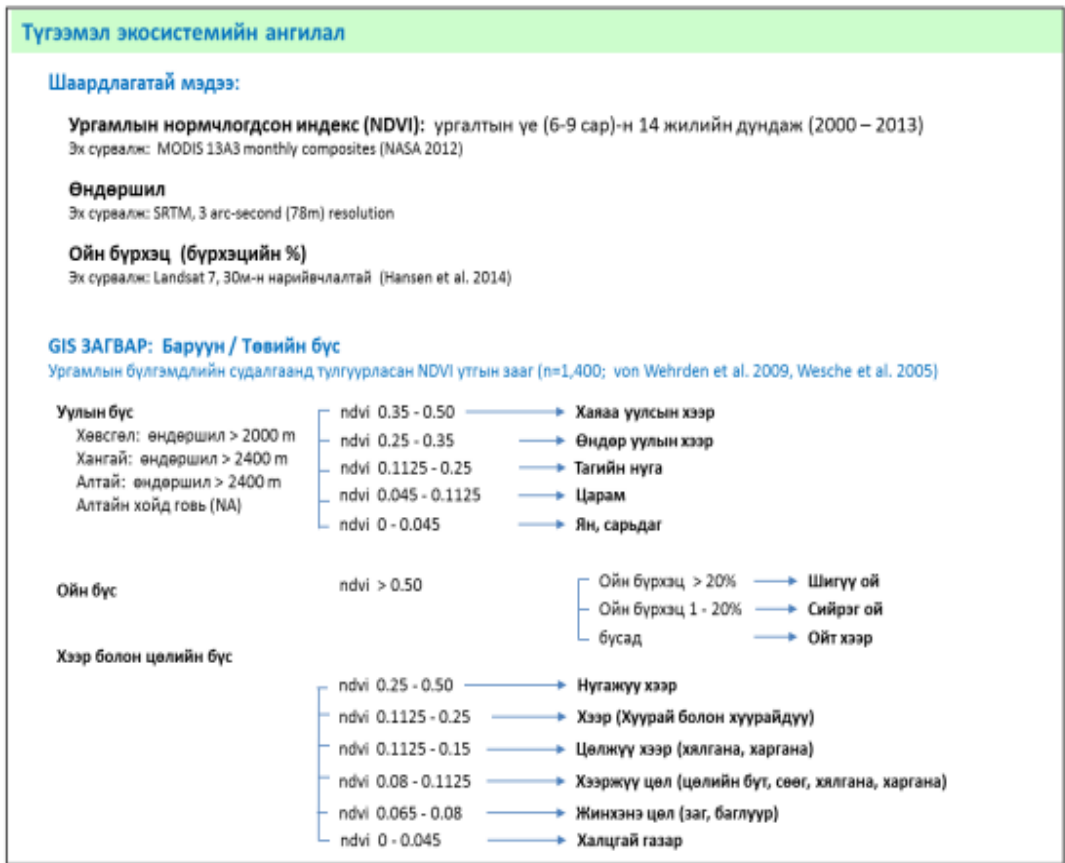 Түгээмэл экосистемийн ангилал
Шаардлагатай мэдээ:
Ургамлын нормчлогдсон индекс (NDVI): ургалтын үе (6-9 сар)-н 14 жилийн дундаж (2000 – 2013)
Эх сурвалж: MODIS 13A3 monthly composites (NASA 2012)
Өндөршил
Эх сурвалж: SRTM, 3 arc-second (78m) resolution
Ойн бүрхэц (бүрхэцийн %)
Эх сурвалж: Landsat 7, 30м-н нарийвчлалтай (Hansen et al. 2014)
GIS ЗАГВАР: Баруун / Төвийн бүс
Ургамлын бүлгэмдлийн судалгаанд тулгуурласан NDVI утгын зааг (n=1,400; von Wehrden et al. 2009, Wesche et al. 2005)
Уулын бүс
Хөвсгөл: өндөршил > 2000 m
Хангай: өндөршил > 2400 m
Алтай: өндөршил > 2400 m
Алтайн хойд говь (NA)
ndvi 0.35 - 0.50 Хаяаа уулсын хээр
ndvi 0.25 - 0.35 Өндөр уулын хээр
ndvi 0.1125 - 0.25 Тагийн нуга
ndvi 0.045 - 0.1125 Царам
ndvi 0 - 0.045 Ян, сарьдаг
Ойн бүс ndvi > 0.50
Ойн бүрхэц > 20% Шигүү ой
Ойн бүрхэц 1 - 20% Сийрэг ой
бусад Ойт хээр
Хээр болон цөлийн бүс
ndvi 0.25 - 0.50 Нугажуу хээр
ndvi 0.1125 - 0.25 Хээр (Хуурай болон хуурайдуу)
ndvi 0.1125 - 0.15 Цөлжүү хээр (хялгана, харгана)
ndvi 0.08 - 0.1125 Хээржүү цөл (цөлийн бут, сөөг, хялгана, харгана)
ndvi 0.065 - 0.08 Жинхэнэ цөл (заг, баглуур)
ndvi 0 - 0.045 Халцгай газар